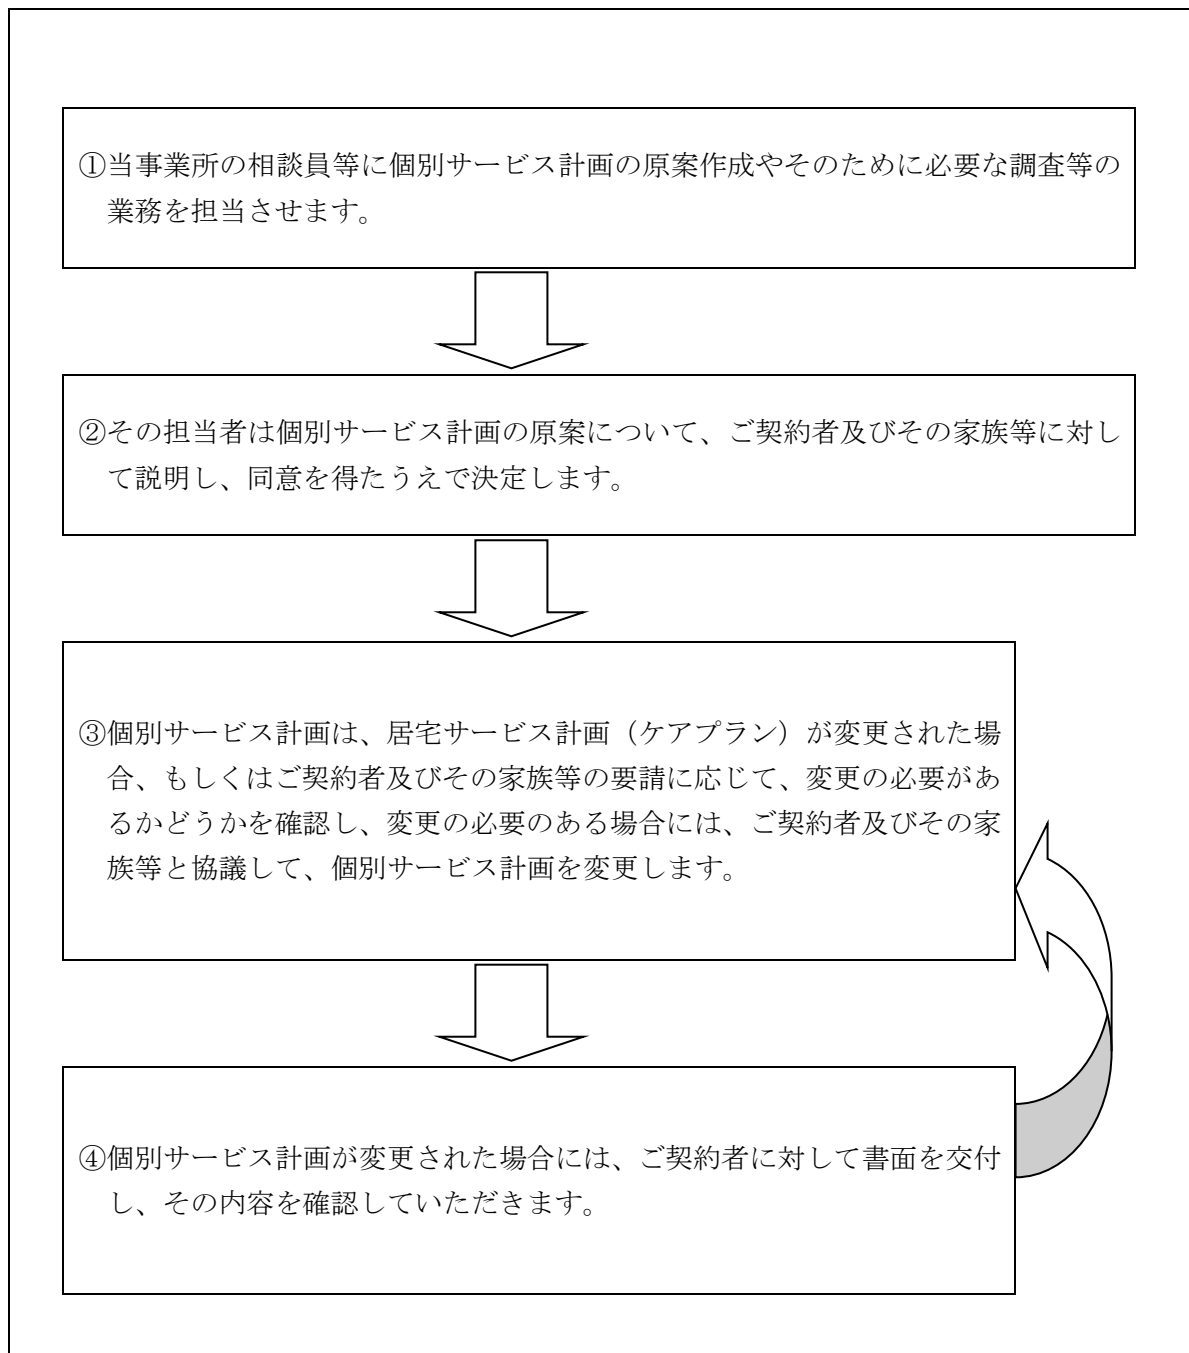 ①当事業所の相談員等に個別サービス計画の原案作成やそのために必要な調査等の
業務を担当させます。
②その担当者は個別サービス計画の原案について、ご契約者及びその家族等に対し
て説明し、同意を得たうえで決定します。
③個別サービス計画は、居宅サービス計画（ケアプラン）が変更された場
合、もしくはご契約者及びその家族等の要請に応じて、変更の必要があ
るかどうかを確認し、変更の必要のある場合には、ご契約者及びその家
族等と協議して、個別サービス計画を変更します。
④個別サービス計画が変更された場合には、ご契約者に対して書面を交付
し、その内容を確認していただきます。